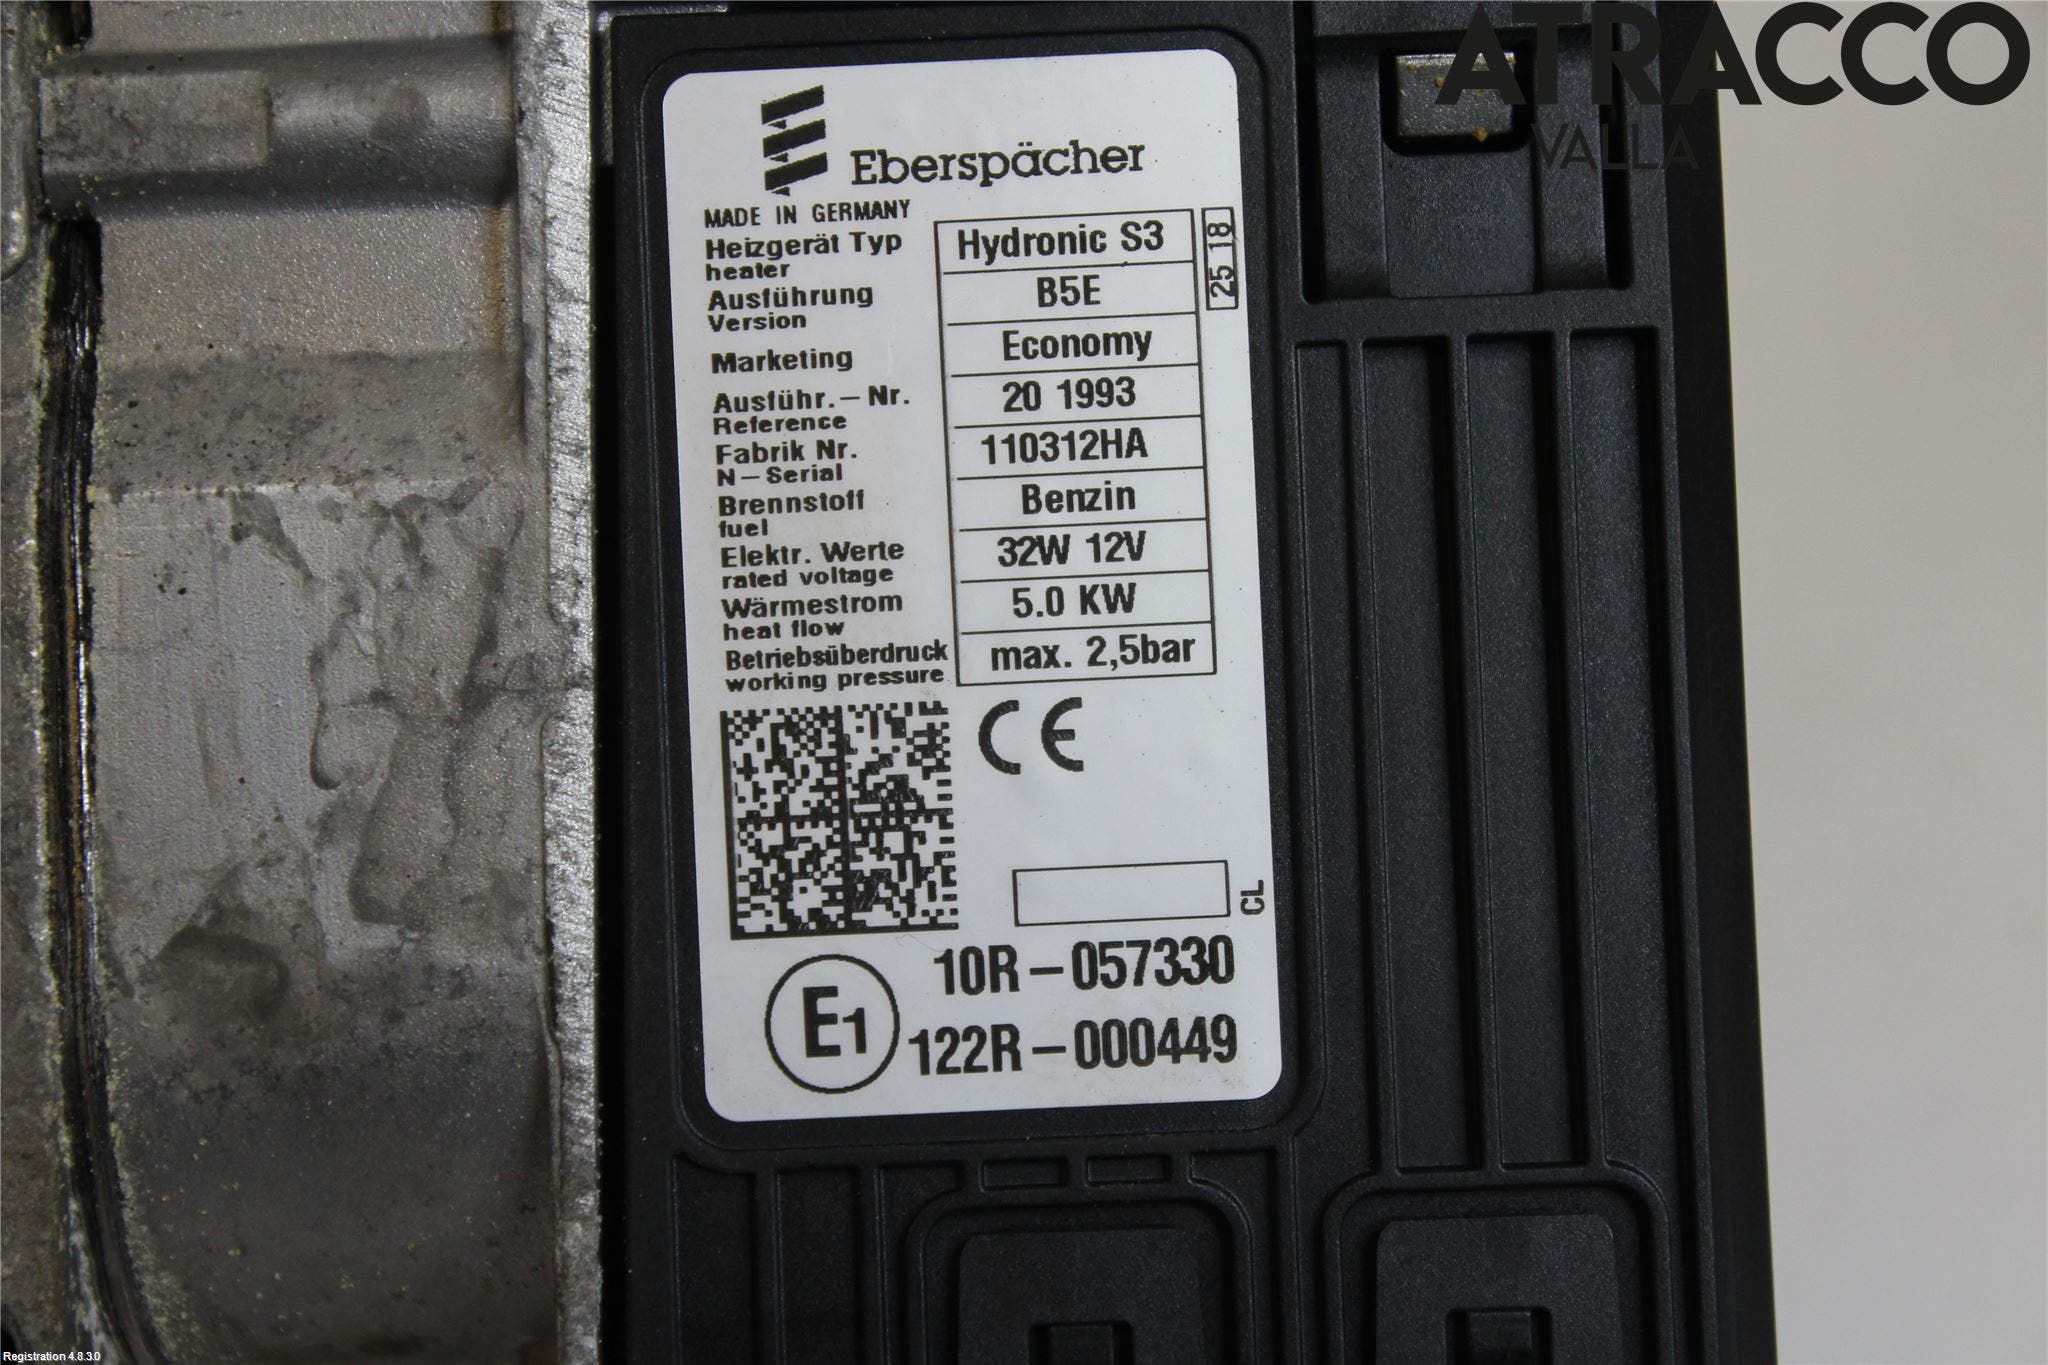 ATRACCO
VALLA
Eberspächer
MADE IN GERMANY
Heizgerät Typ
heater
Hydronic S3
25 18
Ausführung
Version
B5E
Marketing
Economy
Ausführ.-Nr.
Reference
20 1993
Fabrik Nr.
N-Serial
110312HA
Brennstoff
fuel
Benzin
Elektr. Werte
rated voltage
32W 12V
Wärmestrom
heat flow
5.0 KW
Betriebsüberdruck
working pressure
max. 2,5bar
CE
CL
E1
10R-057330
122R-000449
Registration 4.8.3.0